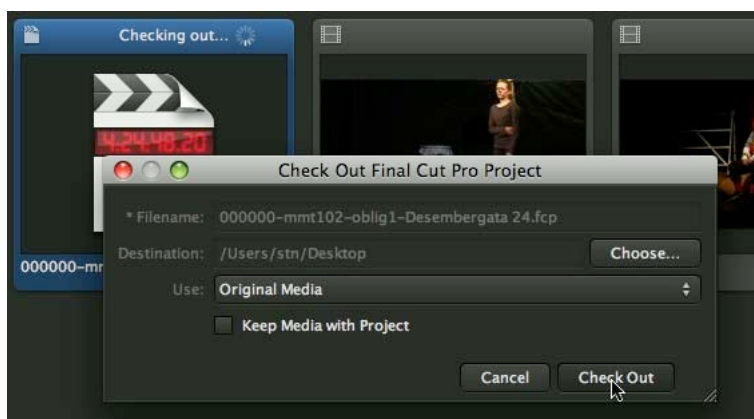 Checking out...
4.24.48.20
Check Out Final Cut Pro Project
* Filename: 000000-mmt102-oblig1-Desembergata 24.fcp
Destination: /Users/stn/Desktop Choose...
000000-mm
Use: Original Media
Keep Media with Project
Cancel Check Out